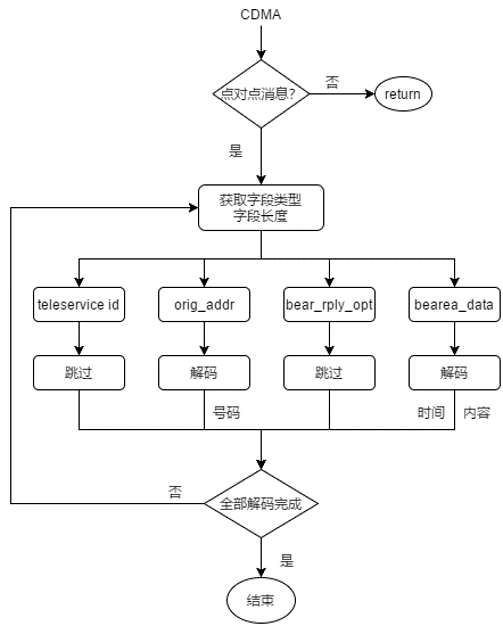 CDMA
点对点消息?
否
return
是
获取字段类型
字段长度
teleservice id
orig_addr
bear_rply_opt
bearea_data
跳过
解码
跳过
解码
号码
时间
内容
否
全部解码完成
是
结束